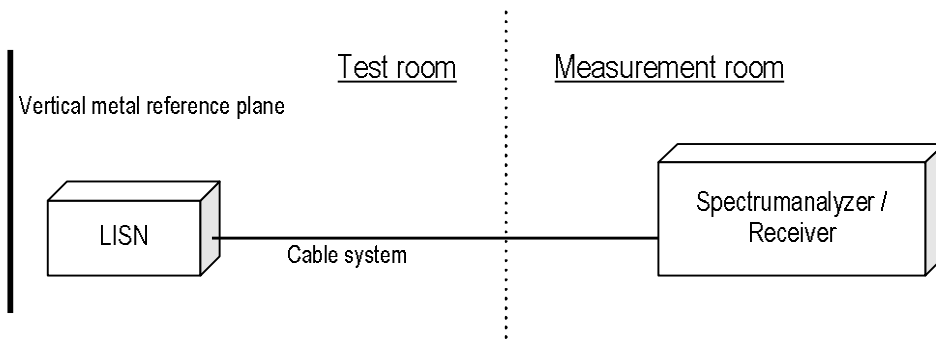 Test room
Measurement room
Vertical metal reference plane
LISN
Cable system
Spectrumanalyzer /
Receiver